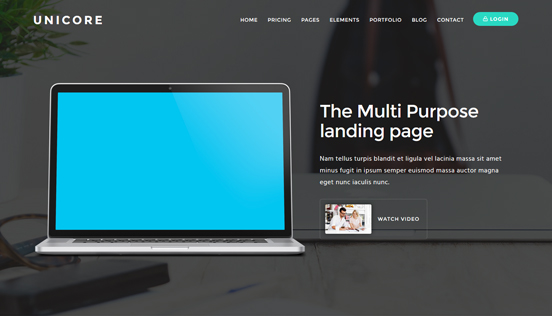 UNICORE
HOME PRICING PAGES ELEMENTS PORTFOLIO BLOG CONTACT LOGIN
The Multi Purpose
landing page
Nam tellus turpis blandit et ligula vel lacinia massa sit amet
minus fugit in ipsum semper euismod massa auctor magna
eget nunc iaculis nunc.
WATCH VIDEO